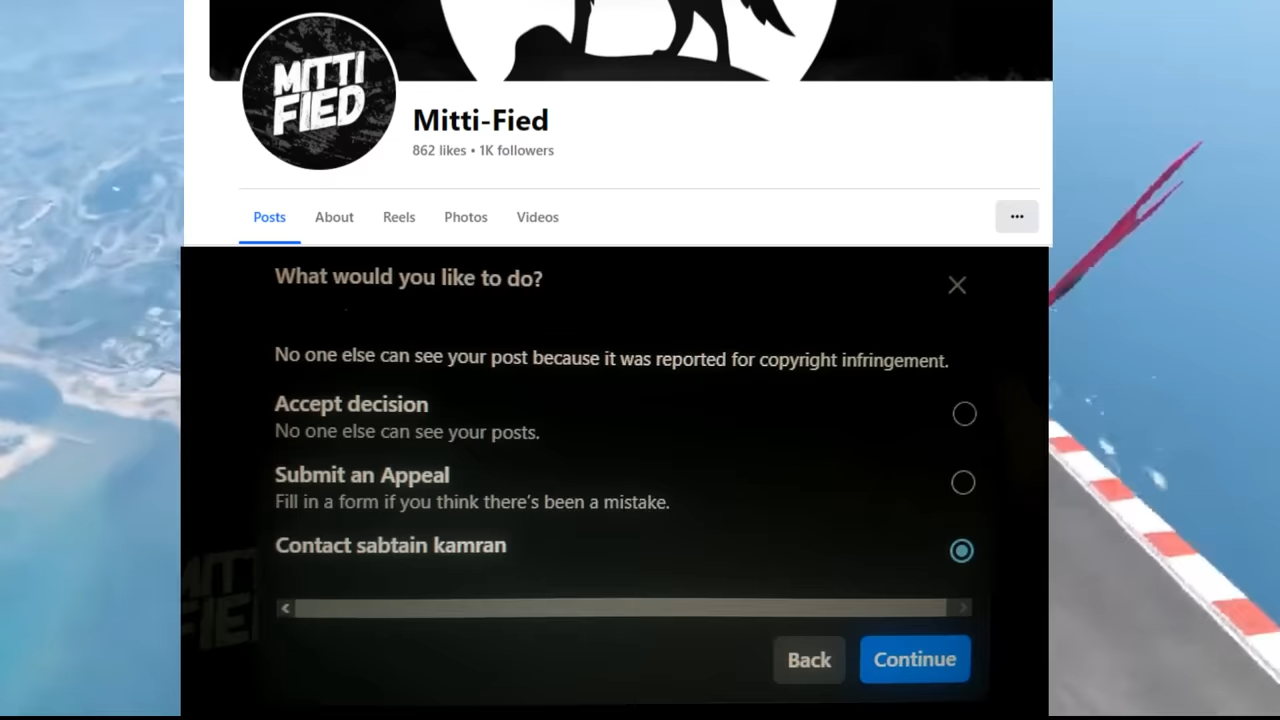 MITTI
FIED
Mitti-Fied
862 likes • 1K followers
Posts About Reels Photos Videos
What would you like to do?
No one else can see your post because it was reported for copyright infringement.
Accept decision
No one else can see your posts.
Submit an Appeal
Fill in a form if you think there's been a mistake.
Contact sabtain kamran
MITTI
FIED
Back Continue